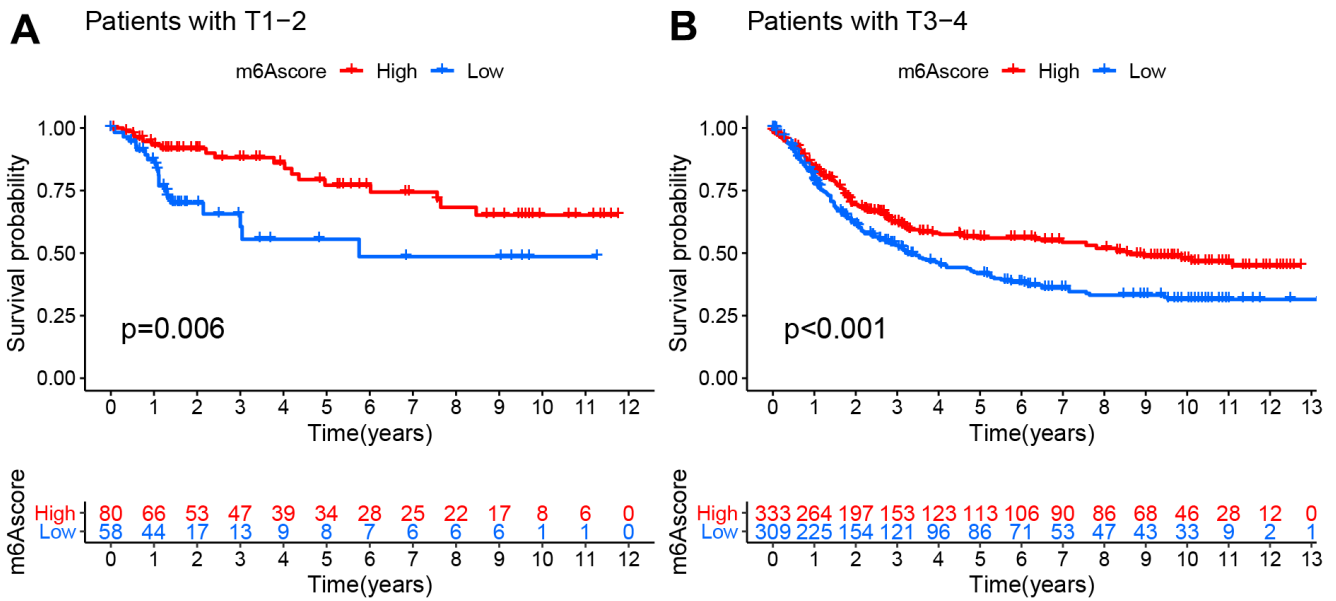 A Patients with T1−2
m6Ascore High Low
Survival probability
1.00
0.75
0.50
0.25
0.00
p=0.006
0 1 2 3 4 5 6 7 8 9 10 11 12
Time(years)
m6Ascore
High 80 66 53 47 39 34 28 25 22 17 8 6 0
Low 58 44 17 13 9 8 7 6 6 6 1 1 0
0 1 2 3 4 5 6 7 8 9 10 11 12
Time(years)
B Patients with T3−4
m6Ascore High Low
Survival probability
1.00
0.75
0.50
0.25
0.00
p<0.001
0 1 2 3 4 5 6 7 8 9 10 11 12 13
Time(years)
m6Ascore
High 333 264 197 153 123 113 106 90 86 68 46 28 12 0
Low 309 225 154 121 96 86 71 53 47 43 33 9 2 1
0 1 2 3 4 5 6 7 8 9 10 11 12 13
Time(years)